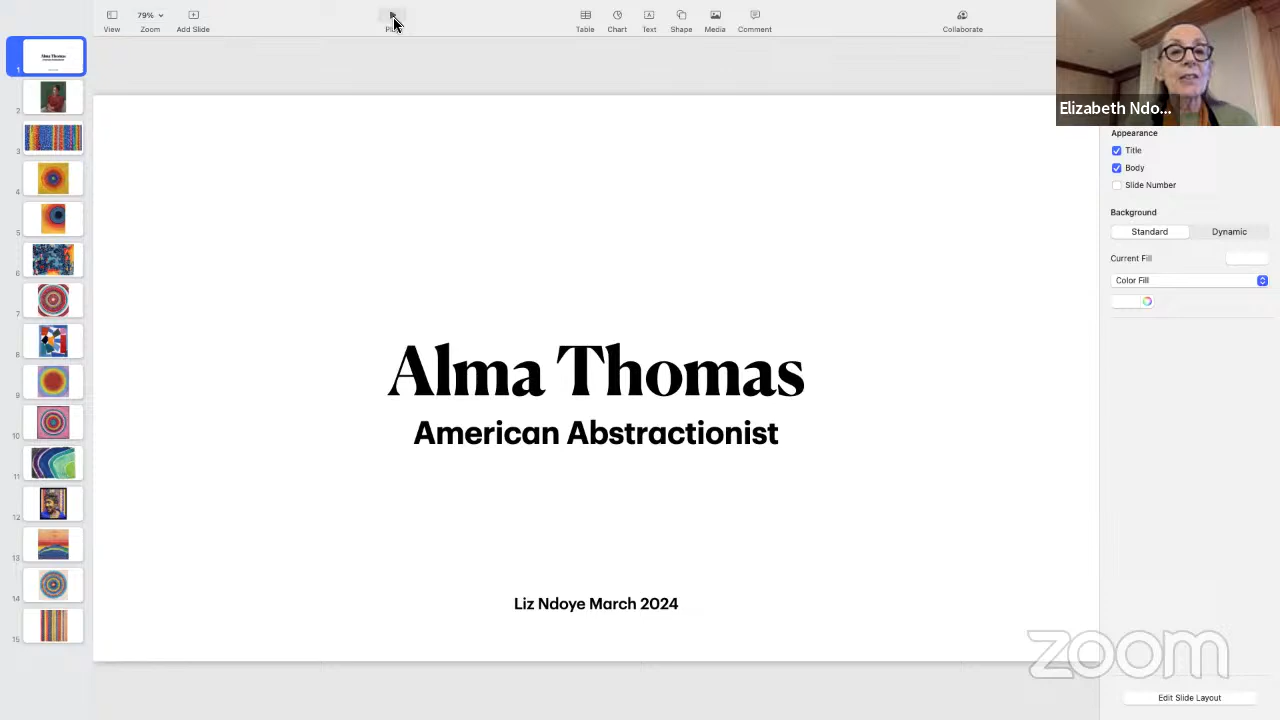 79%
View
Zoom
Add Slide
Table
Chart
Text
Shape
Media
Comment
Collaborate
Elizabeth Ndo...
Appearance
Title
Body
Slide Number
Background
Standard
Dynamic
Current Fill
Color Fill
Alma Thomas
American Abstractionist
Liz Ndoye March 2024
1
2
3
4
5
6
7
8
9
10
11
12
13
14
15
zoom
Edit Slide Layout